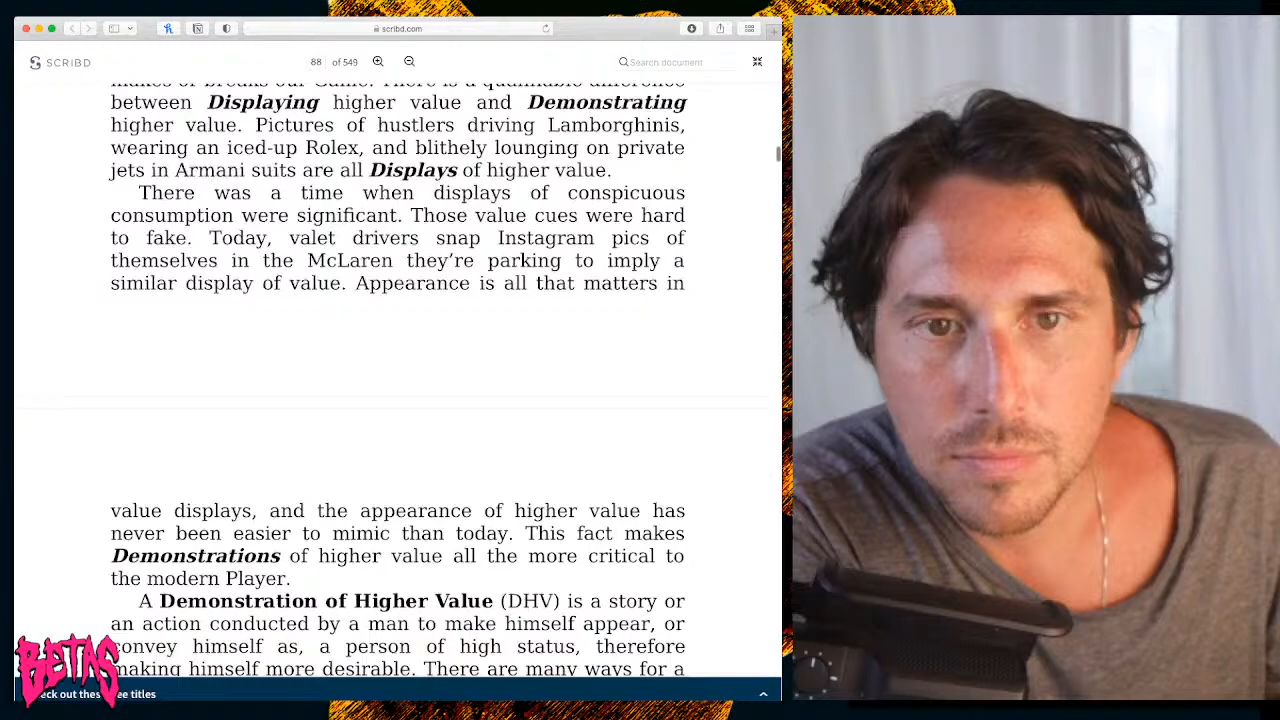 scribd.com
SCRIBD
88 of 549
Search document
between Displaying higher value and Demonstrating
higher value. Pictures of hustlers driving Lamborghinis,
wearing an iced-up Rolex, and blithely lounging on private
jets in Armani suits are all Displays of higher value.
There was a time when displays of conspicuous
consumption were significant. Those value cues were hard
to fake. Today, valet drivers snap Instagram pics of
themselves in the McLaren they're parking to imply a
similar display of value. Appearance is all that matters in
value displays, and the appearance of higher value has
never been easier to mimic than today. This fact makes
Demonstrations of higher value all the more critical to
the modern Player.
A Demonstration of Higher Value (DHV) is a story or
an action conducted by a man to make himself appear, or
convey himself as, a person of high status, therefore
making himself more desirable. There are many ways for a
BETAS